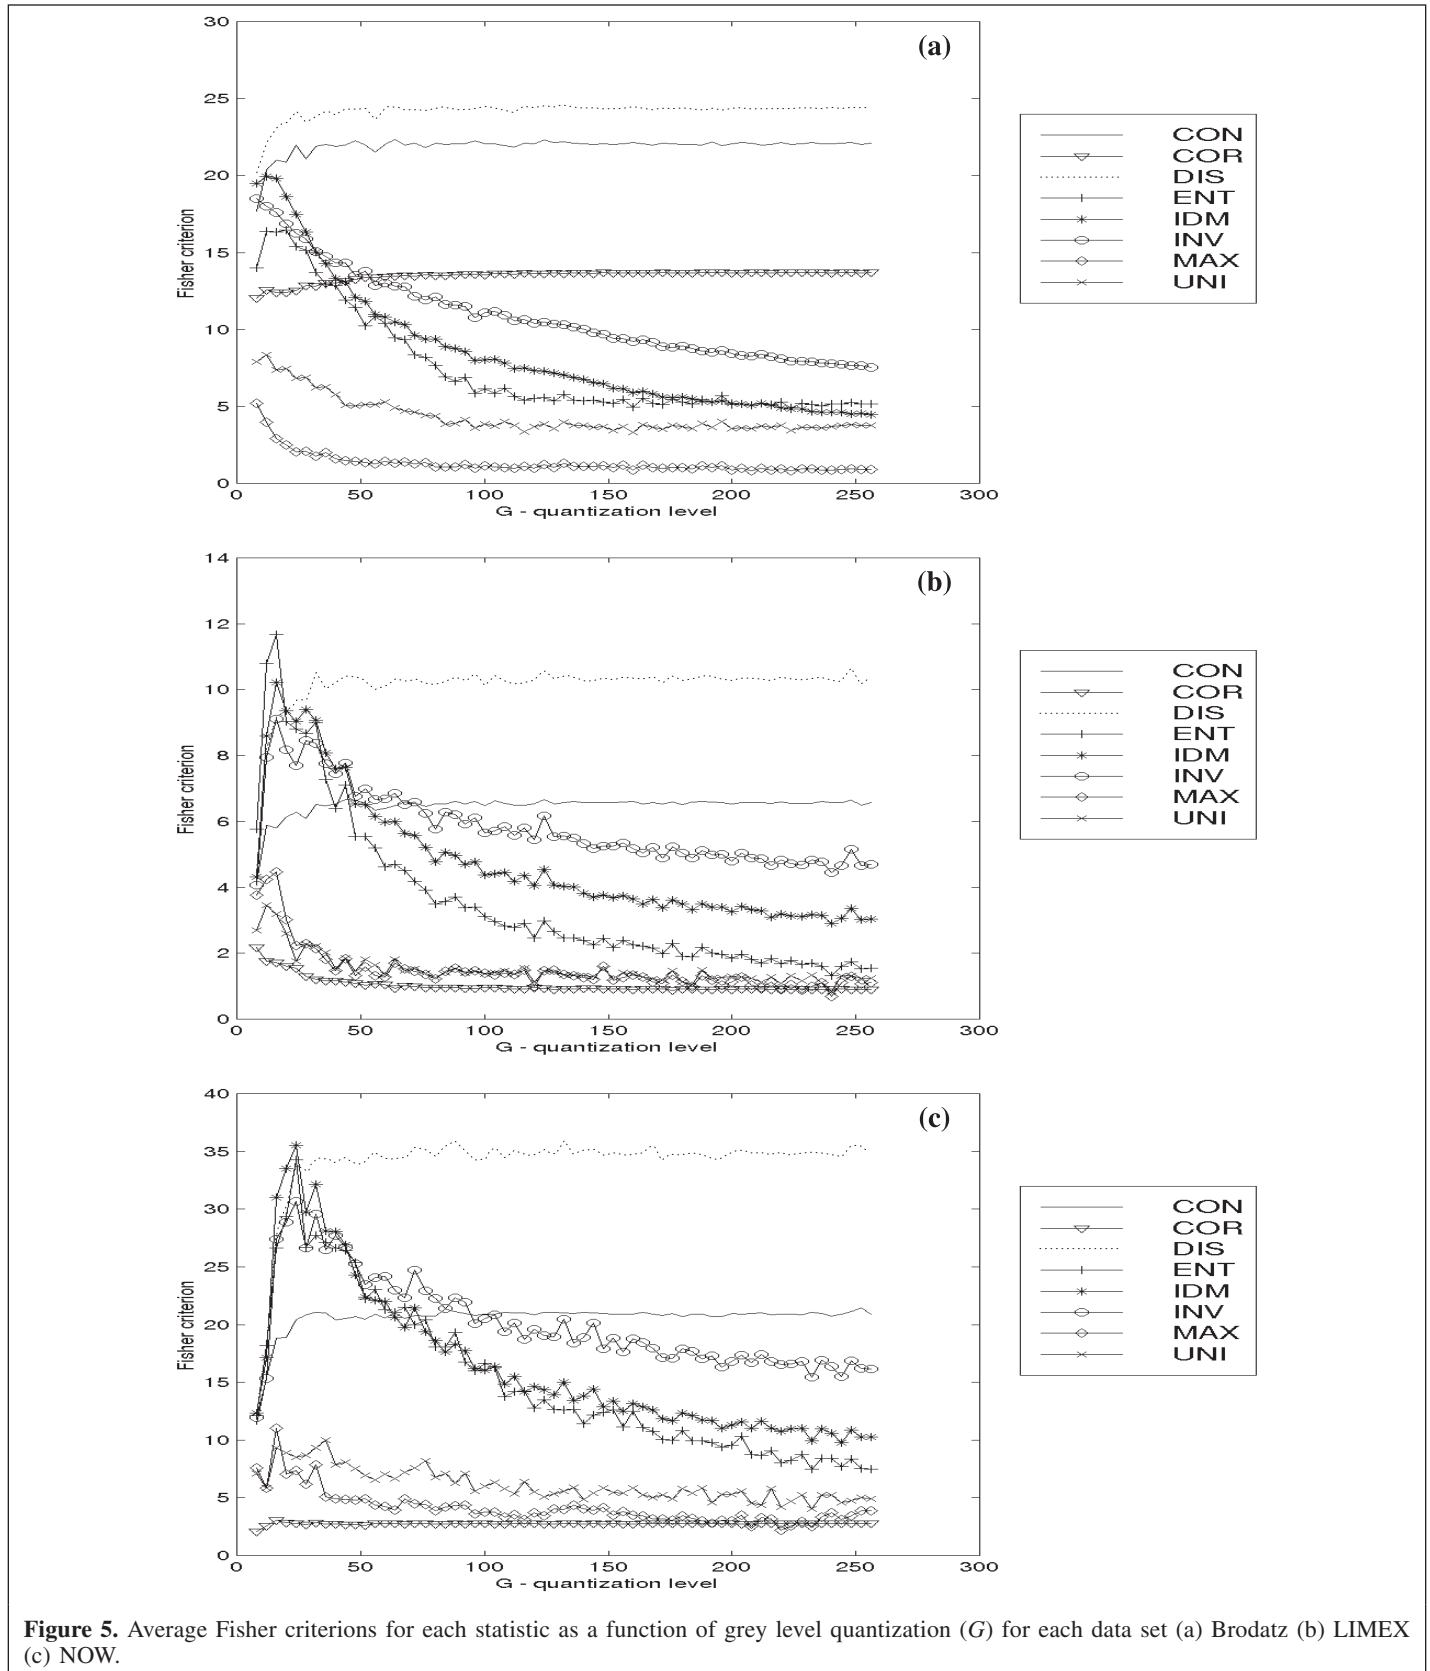 (a)
30
25
20
15
10
5
0
0 50 100 150 200 250 300
Fisher criterion
G - quantization level
CON
COR
DIS
ENT
IDM
INV
MAX
UNI
(b)
14
12
10
8
6
4
2
0
0 50 100 150 200 250 300
Fisher criterion
G - quantization level
CON
COR
DIS
ENT
IDM
INV
MAX
UNI
(c)
40
35
30
25
20
15
10
5
0
0 50 100 150 200 250 300
Fisher criterion
G - quantization level
CON
COR
DIS
ENT
IDM
INV
MAX
UNI
Figure 5. Average Fisher criterions for each statistic as a function of grey level quantization (G) for each data set (a) Brodatz (b) LIMEX
(c) NOW.